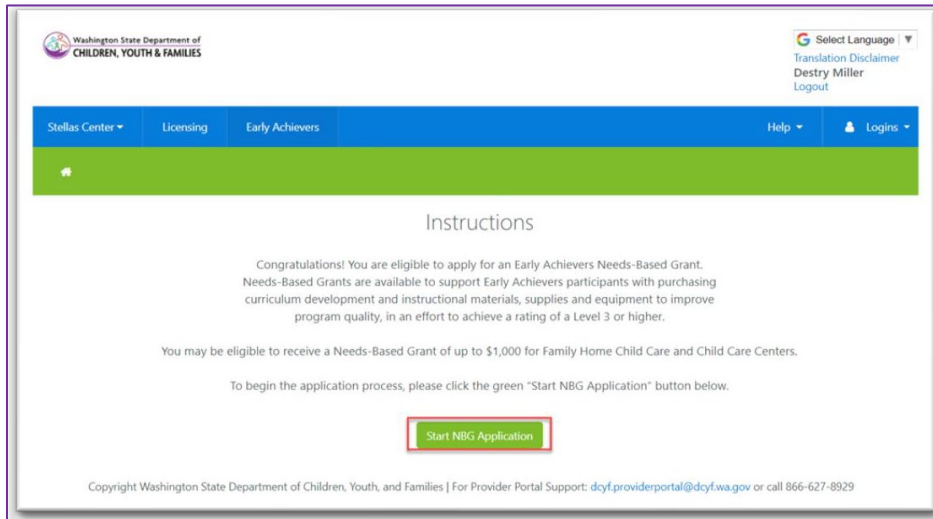 Washington State Department of
CHILDREN, YOUTH & FAMILIES
G Select Language ▼
Translation Disclaimer
Destry Miller
Logout
Stellas Center Licensing Early Achievers Help Logins
Instructions
Congratulations! You are eligible to apply for an Early Achievers Needs-Based Grant.
Needs-Based Grants are available to support Early Achievers participants with purchasing
curriculum development and instructional materials, supplies and equipment to improve
program quality, in an effort to achieve a rating of a Level 3 or higher.
You may be eligible to receive a Needs-Based Grant of up to $1,000 for Family Home Child Care and Child Care Centers.
To begin the application process, please click the green "Start NBG Application" button below.
Start NBG Application
Copyright Washington State Department of Children, Youth, and Families | For Provider Portal Support: dcyf.providerportal@dcyf.wa.gov or call 866-627-8929